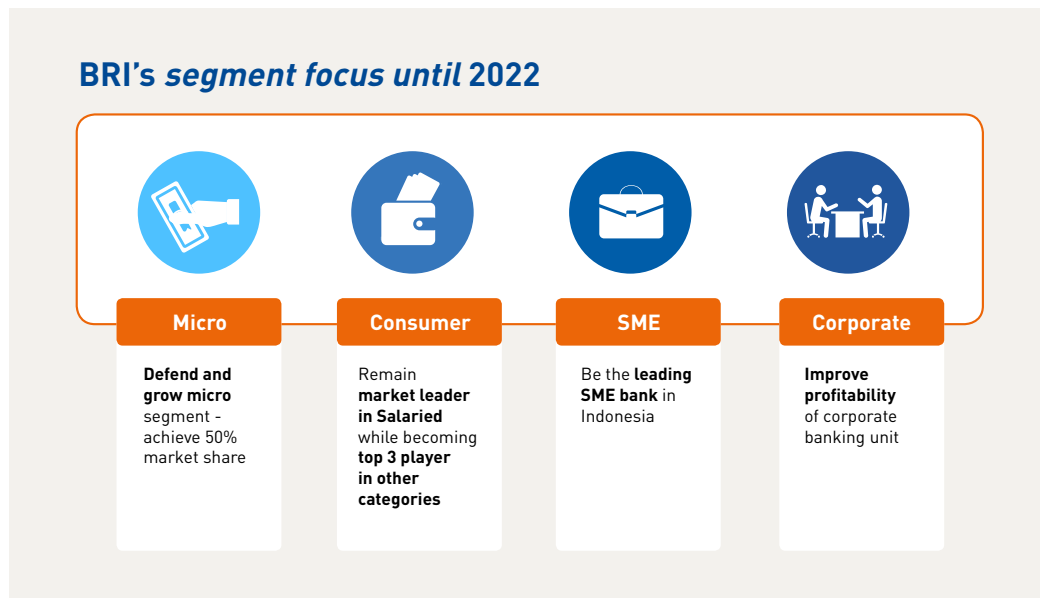 BRI's segment focus until 2022
Micro
Defend and
grow micro
segment -
achieve 50%
market share
Consumer
Remain
market leader
in Salaried
while becoming
top 3 player
in other
categories
SME
Be the leading
SME bank in
Indonesia
Corporate
Improve
profitability
of corporate
banking unit